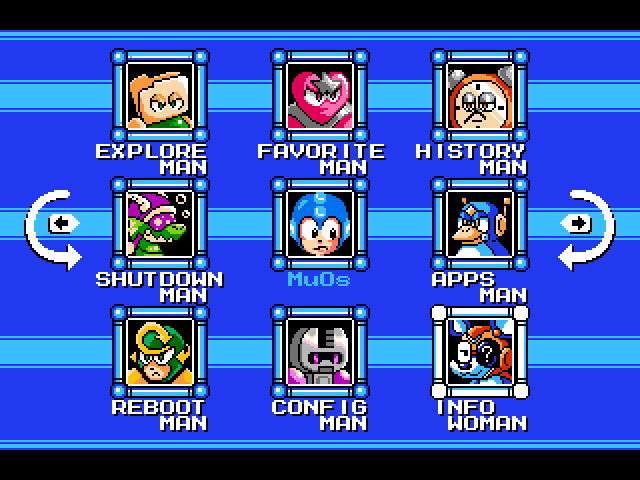 EXPLORE MAN
FAVORITE MAN
HISTORY MAN
SHUTDOWN MAN
MuOs
APPS MAN
REBOOT MAN
CONFIG MAN
INFO WOMAN